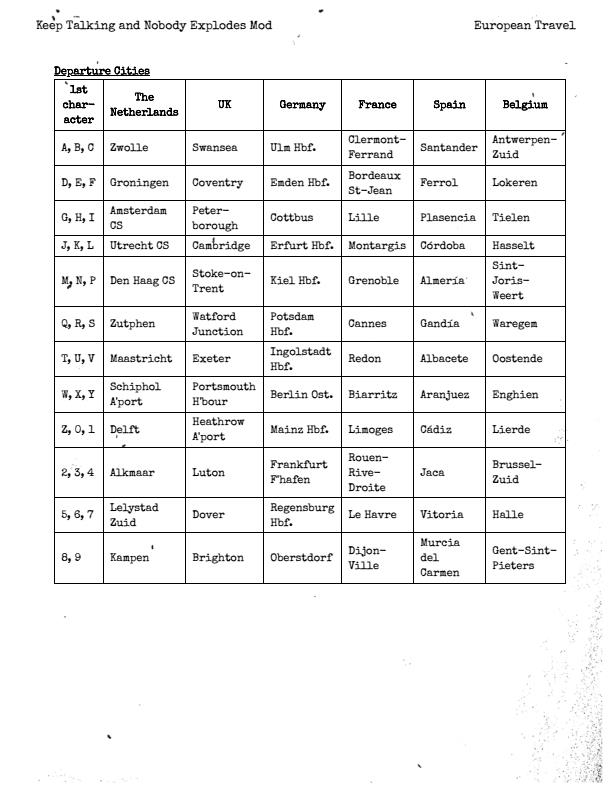 Keep Talking and Nobody Explodes Mod European Travel
Departure Cities
1st char-acter The Netherlands UK Germany France Spain Belgium
A, B, C Zwolle Swansea Ulm Hbf. Clermont-Ferrand Santander Antwerpen-Zuid
D, E, F Groningen Coventry Emden Hbf. Bordeaux St-Jean Ferrol Lokeren
G, H, I Amsterdam CS Peter-borough Cottbus Lille Plasencia Tielen
J, K, L Utrecht CS Cambridge Erfurt Hbf. Montargis Córdoba Hasselt
M, N, P Den Haag CS Stoke-on-Trent Kiel Hbf. Grenoble Almería Sint-Joris-Weert
Q, R, S Zutphen Watford Junction Potsdam Hbf. Cannes Gandía Waregem
T, U, V Maastricht Exeter Ingolstadt Hbf. Redon Albacete Oostende
W, X, Y Schiphol A'port Portsmouth H'bour Berlin Ost. Biarritz Aranjuez Enghien
Z, 0, 1 Delft Heathrow A'port Mainz Hbf. Limoges Cádiz Lierde
2, 3, 4 Alkmaar Luton Frankfurt F'hafen Rouen-Rive-Droite Jaca Brussel-Zuid
5, 6, 7 Lelystad Zuid Dover Regensburg Hbf. Le Havre Vitoria Halle
8, 9 Kampen Brighton Oberstdorf Dijon-Ville Murcia del Carmen Gent-Sint-Pieters